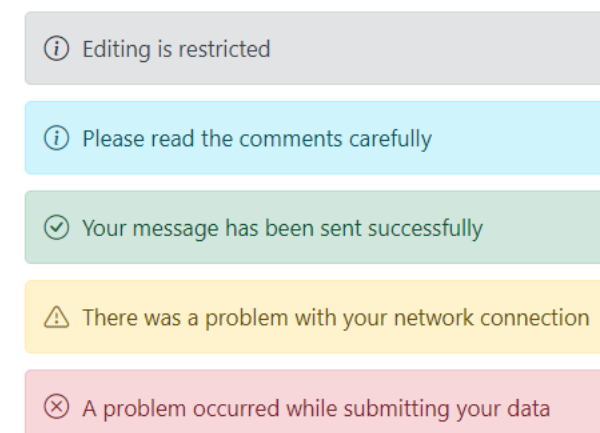 Editing is restricted
Please read the comments carefully
Your message has been sent successfully
There was a problem with your network connection
A problem occurred while submitting your data